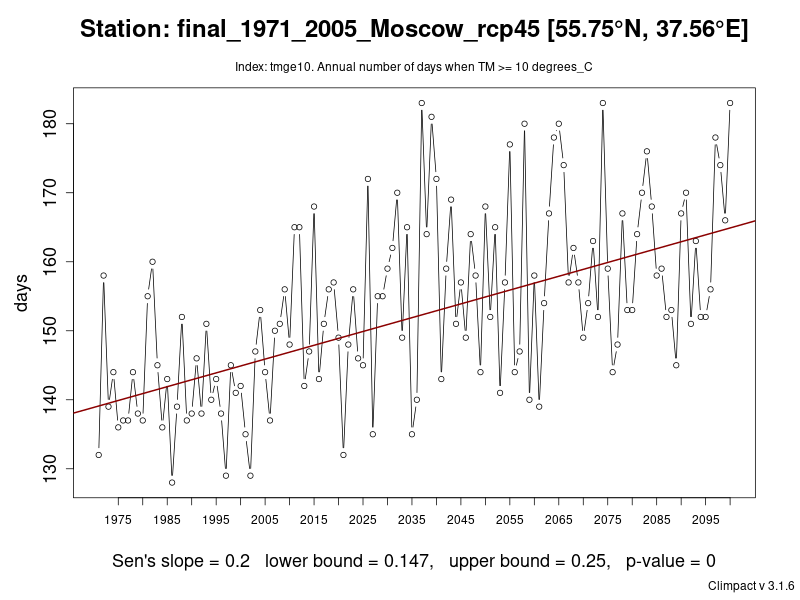 Station: final_1971_2005_Moscow_rcp45 [55.75°N, 37.56°E]
Index: tmge10. Annual number of days when TM >= 10 degrees_C
180
170
160
150
140
130
days
1975 1985 1995 2005 2015 2025 2035 2045 2055 2065 2075 2085 2095
Sen's slope = 0.2 lower bound = 0.147, upper bound = 0.25, p-value = 0
Climpact v 3.1.6